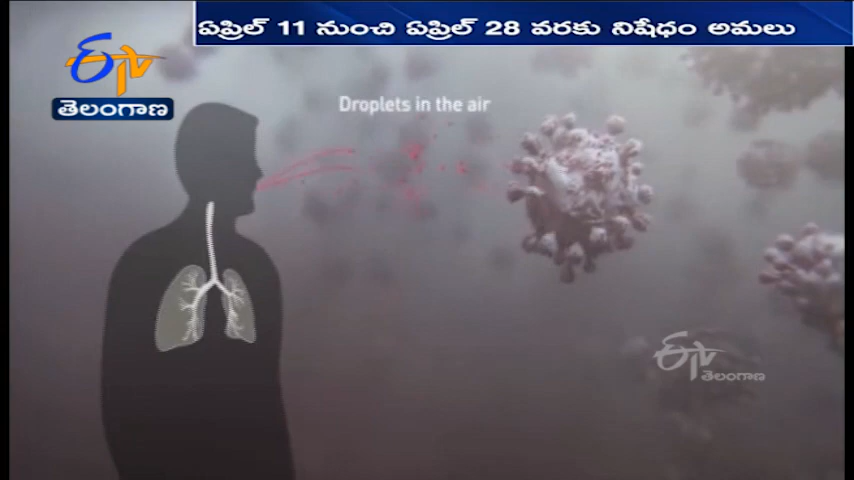 ఏప్రిల్ 11 నుంచి ఏప్రిల్ 28 వరకు నిషేధం అమలు
ETV
తెలంగాణ
Droplets in the air
ETV
తెలంగాణ